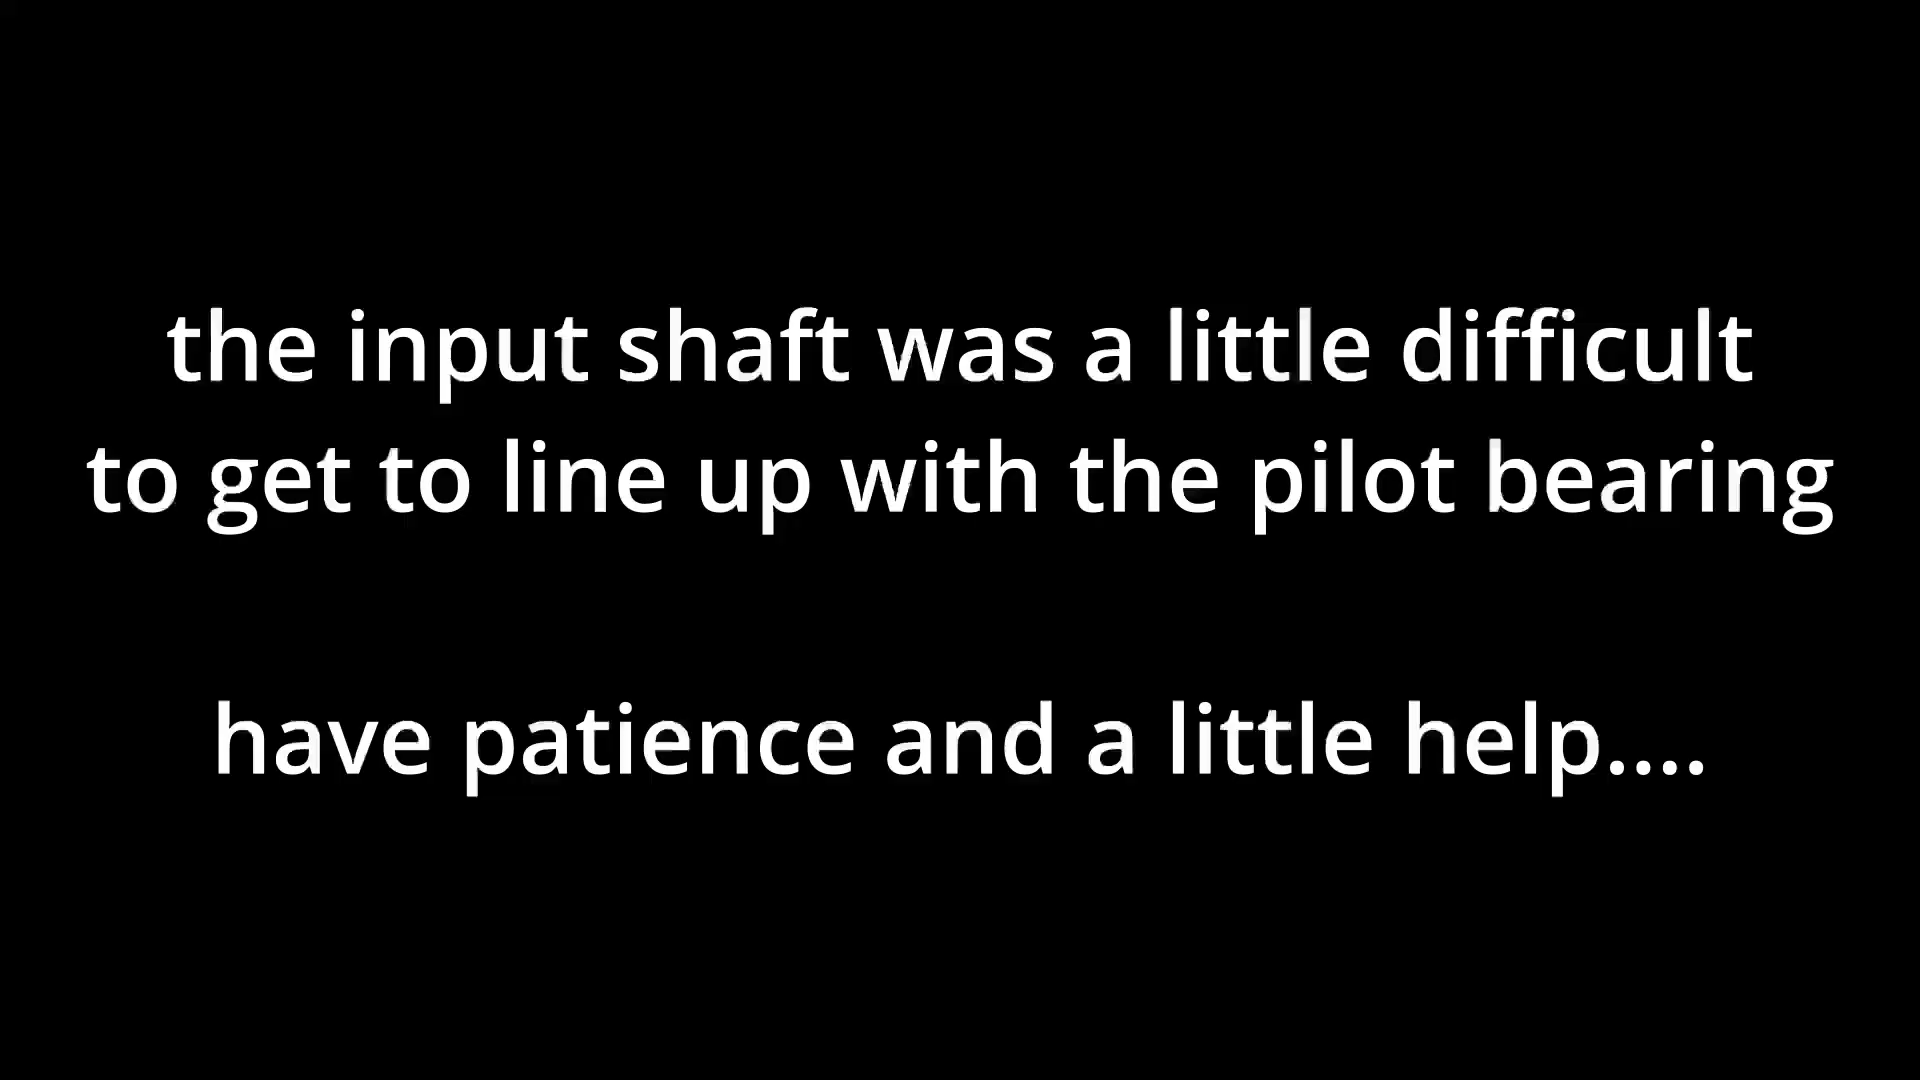 the input shaft was a little difficult
to get to line up with the pilot bearing
have patience and a little help....